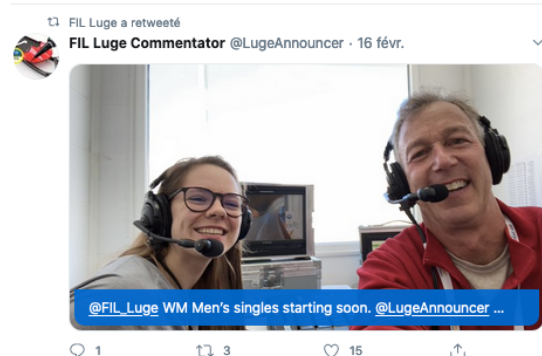 FIL Luge a retweeté
FIL Luge Commentator @LugeAnnouncer · 16 févr.
@FIL_Luge WM Men's singles starting soon. @LugeAnnouncer ...
1 3 15